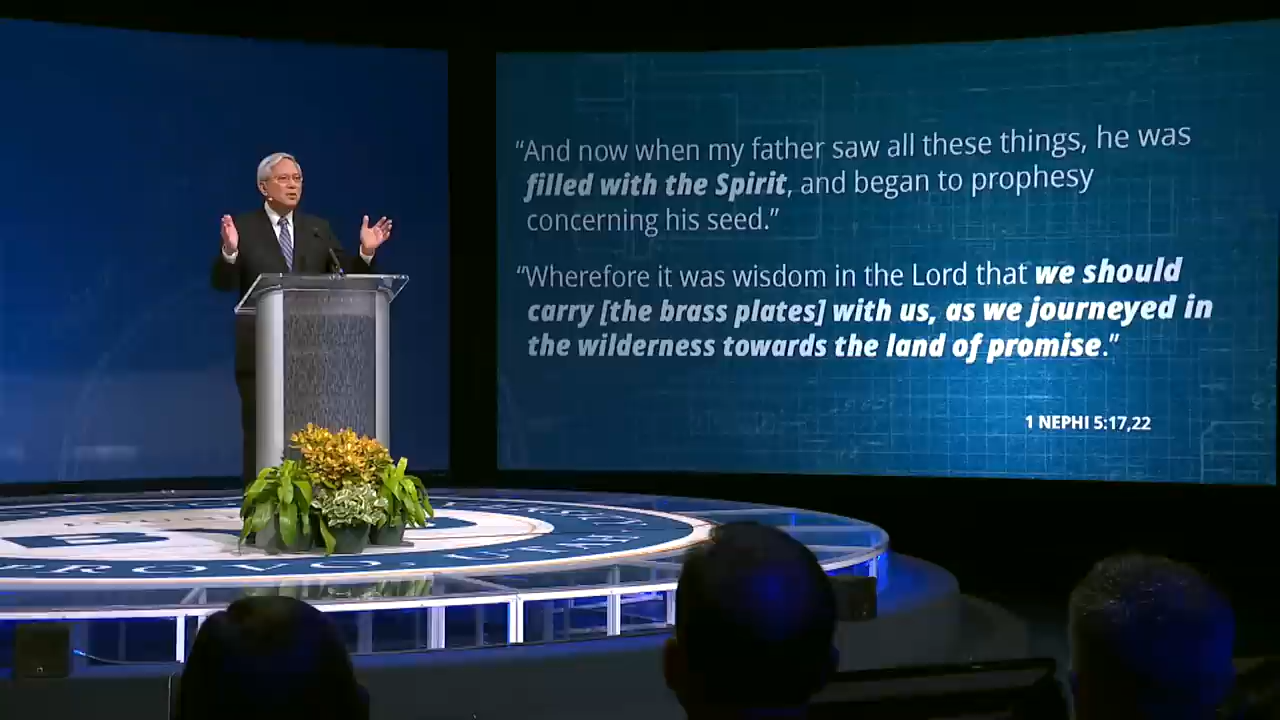 “And now when my father saw all these things, he was
filled with the Spirit, and began to prophesy
concerning his seed.”
“Wherefore it was wisdom in the Lord that we should
carry [the brass plates] with us, as we journeyed in
the wilderness towards the land of promise.”
1 NEPHI 5:17,22
PROVO, UTAH